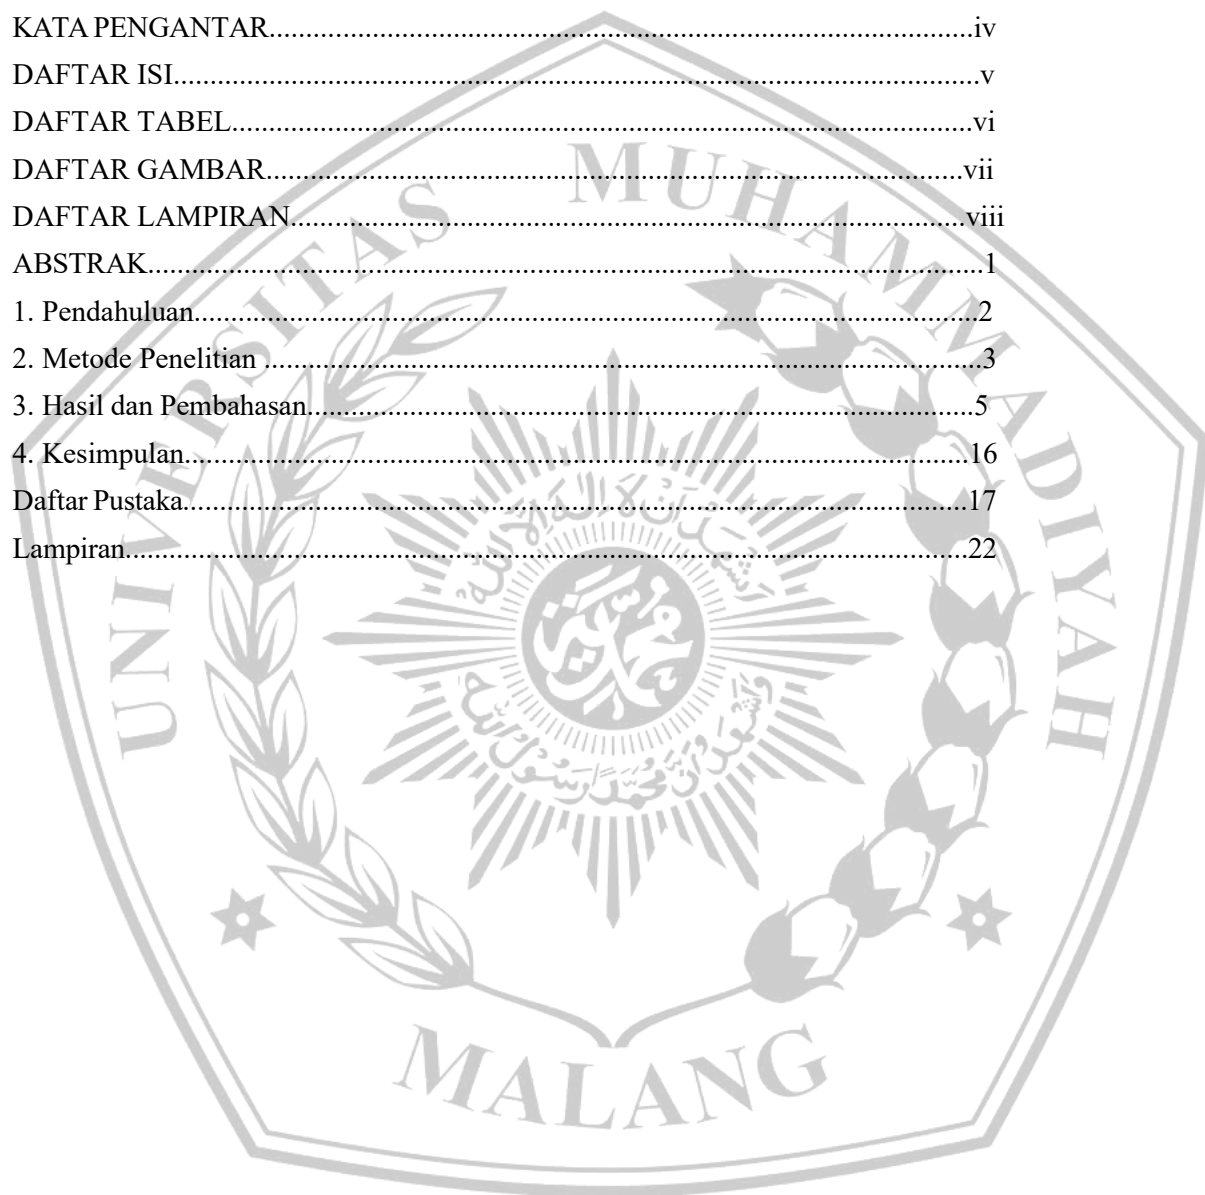 KATA PENGANTAR..........................................................................................iv
DAFTAR ISI.......................................................................................................v
DAFTAR TABEL...............................................................................................vi
DAFTAR GAMBAR.........................................................................................vii
DAFTAR LAMPIRAN......................................................................................viii
ABSTRAK..........................................................................................................1
1. Pendahuluan....................................................................................................2
2. Metode Penelitian ...........................................................................................3
3. Hasil dan Pembahasan.....................................................................................5
4. Kesimpulan....................................................................................................16
Daftar Pustaka....................................................................................................17
Lampiran............................................................................................................22
UNIVERSITAS MUHAMMADIYAH
MALANG